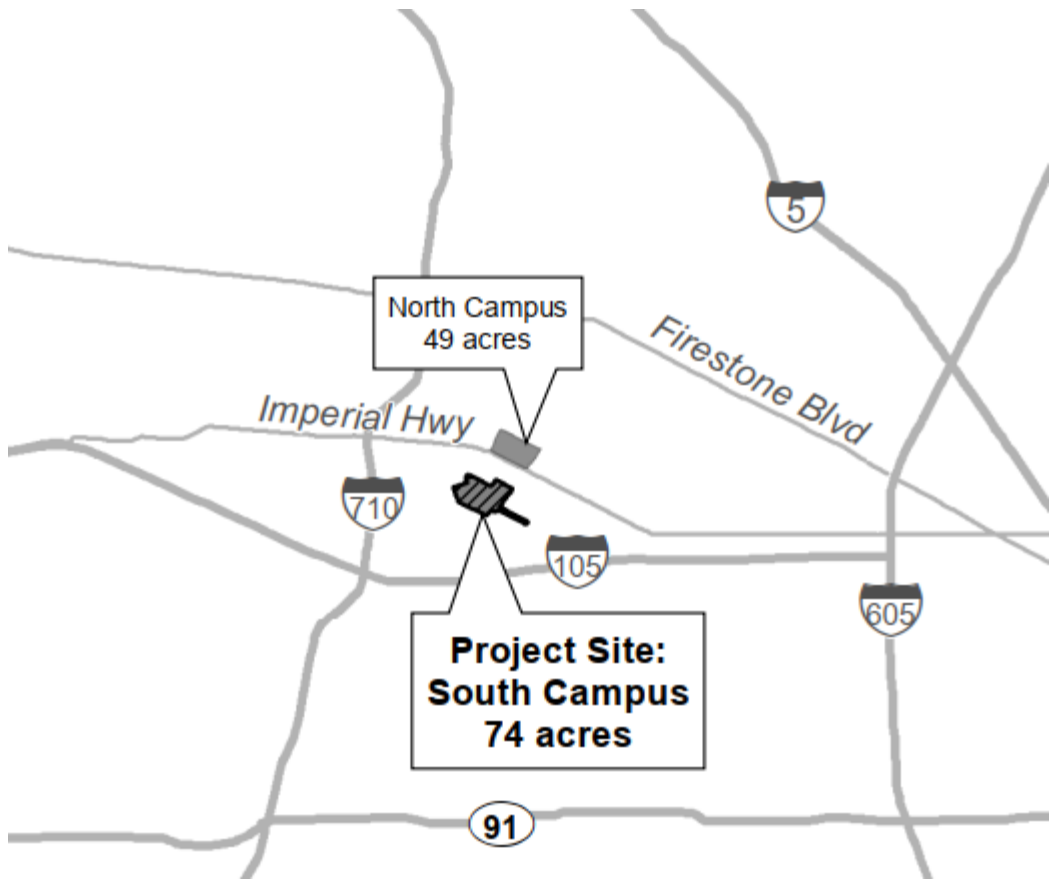 5
North Campus
49 acres
Firestone Blvd
Imperial Hwy
710
105
605
Project Site:
South Campus
74 acres
91